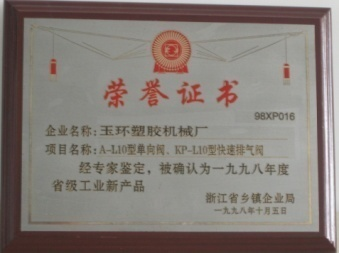 荣誉证书
98XP016
企业名称:玉环塑胶机械厂
项目名称:A-L10型单向阀、KP-L10型快速排气阀
经专家鉴定,被确认为一九九八年度
省级工业新产品
浙江省乡镇企业局
一九九八年十月五日